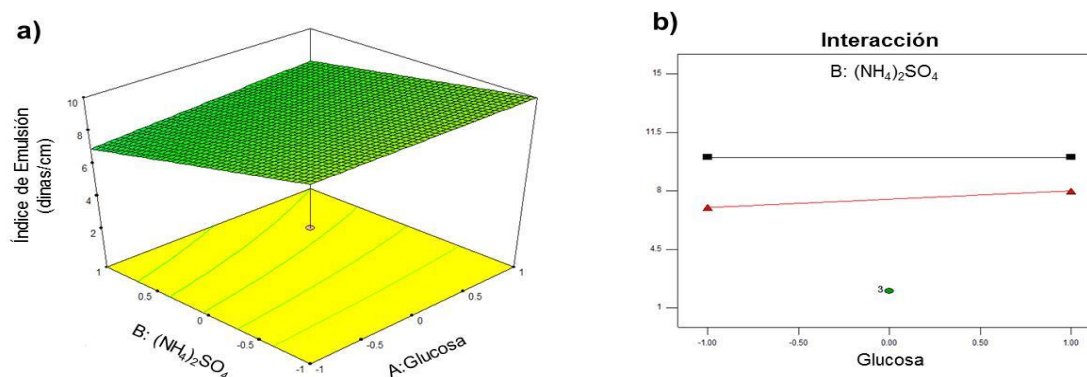 a)
Índice de Emulsión
(dinas/cm)
10
8
6
4
2
1
0.5
0
-0.5
-1
-1
-0.5
0
0.5
1
B: (NH₄)₂SO₄
A:Glucosa
b)
Interacción
B: (NH₄)₂SO₄
15
11.5
8
4.5
1
3
-1.00
-0.50
0.00
0.50
1.00
Glucosa